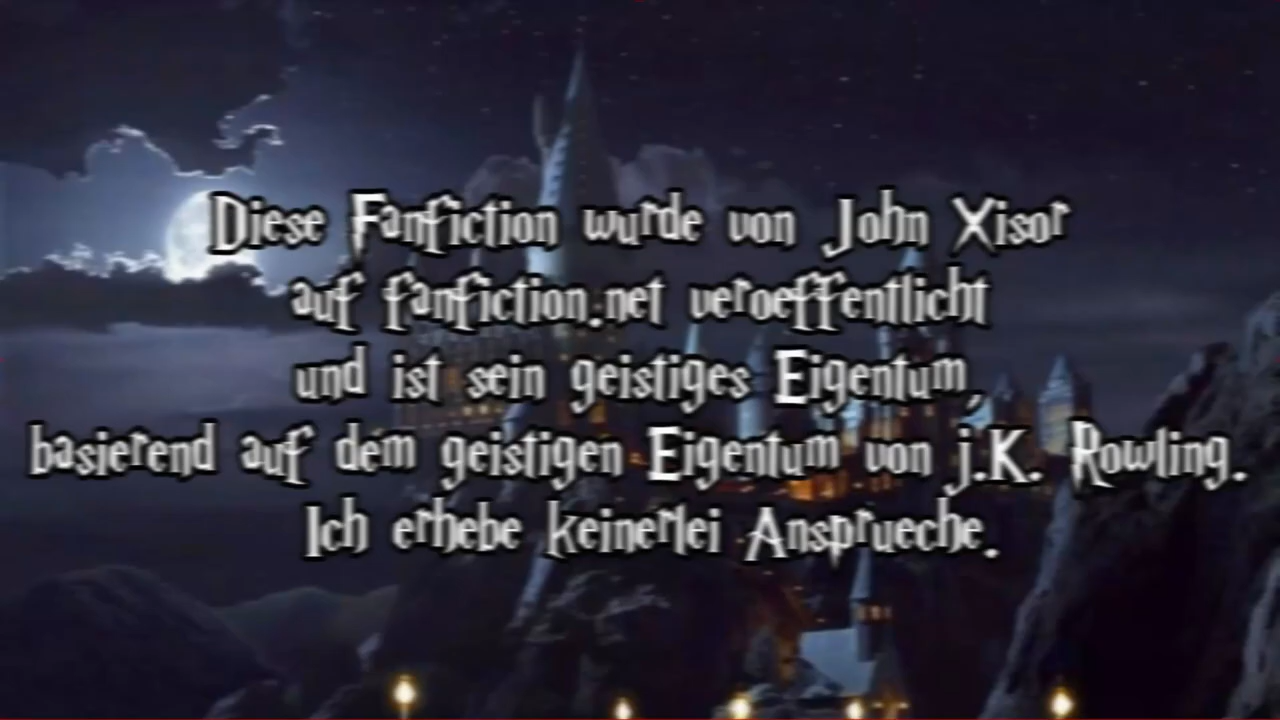 Diese Fanfiction wurde von John Xisor
auf fanfiction.net veroeffentlicht
und ist sein geistiges Eigentum,
basierend auf dem geistigen Eigentum von j.K. Rowling.
Ich erhebe keinerlei Ansprueche.